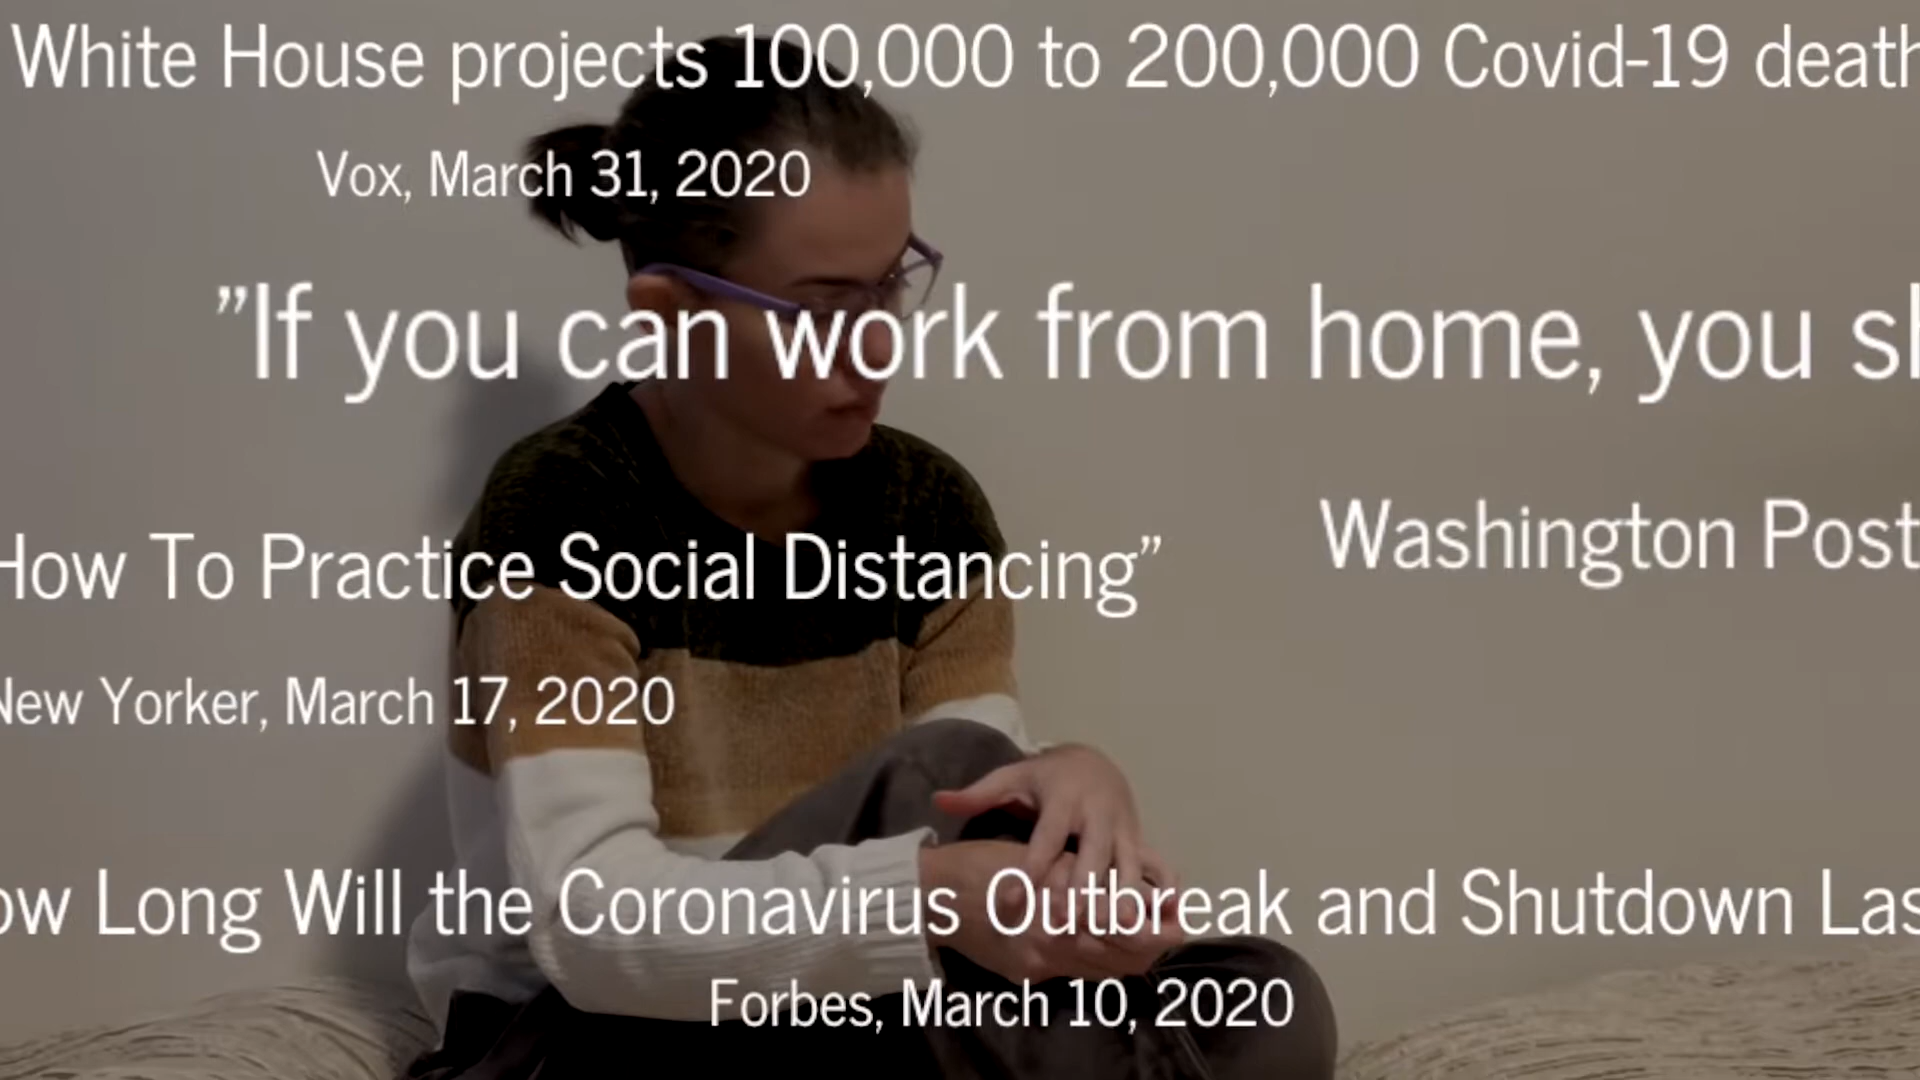 White House projects 100,000 to 200,000 Covid-19 death
Vox, March 31, 2020
”If you can work from home, you sh
Washington Post
How To Practice Social Distancing”
New Yorker, March 17, 2020
ow Long Will the Coronavirus Outbreak and Shutdown Las
Forbes, March 10, 2020